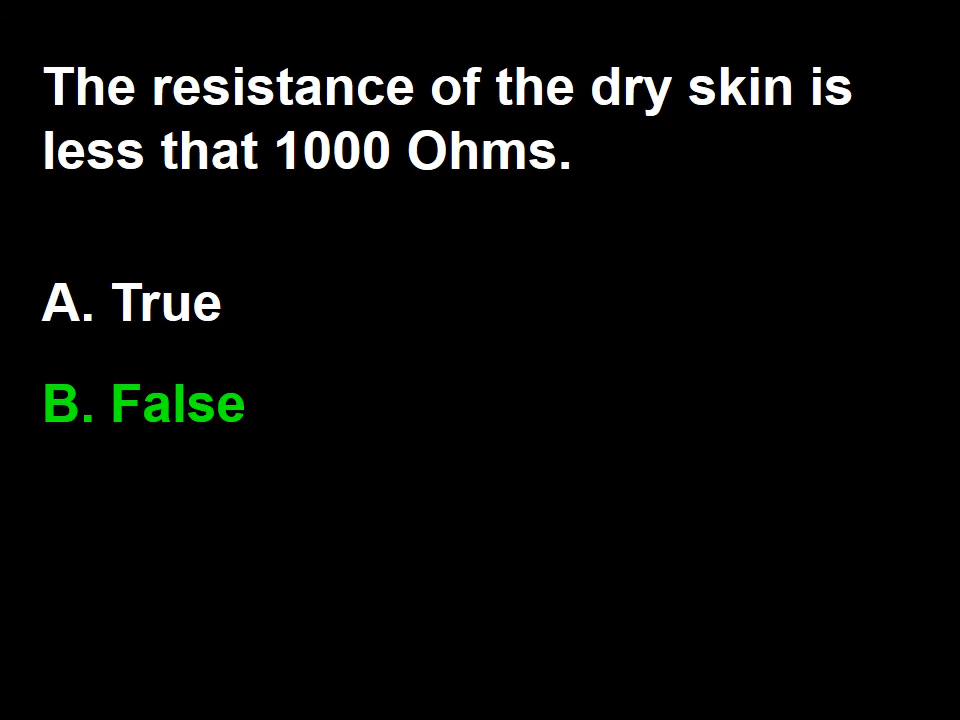 The resistance of the dry skin is
less that 1000 Ohms.
A. True
B. False